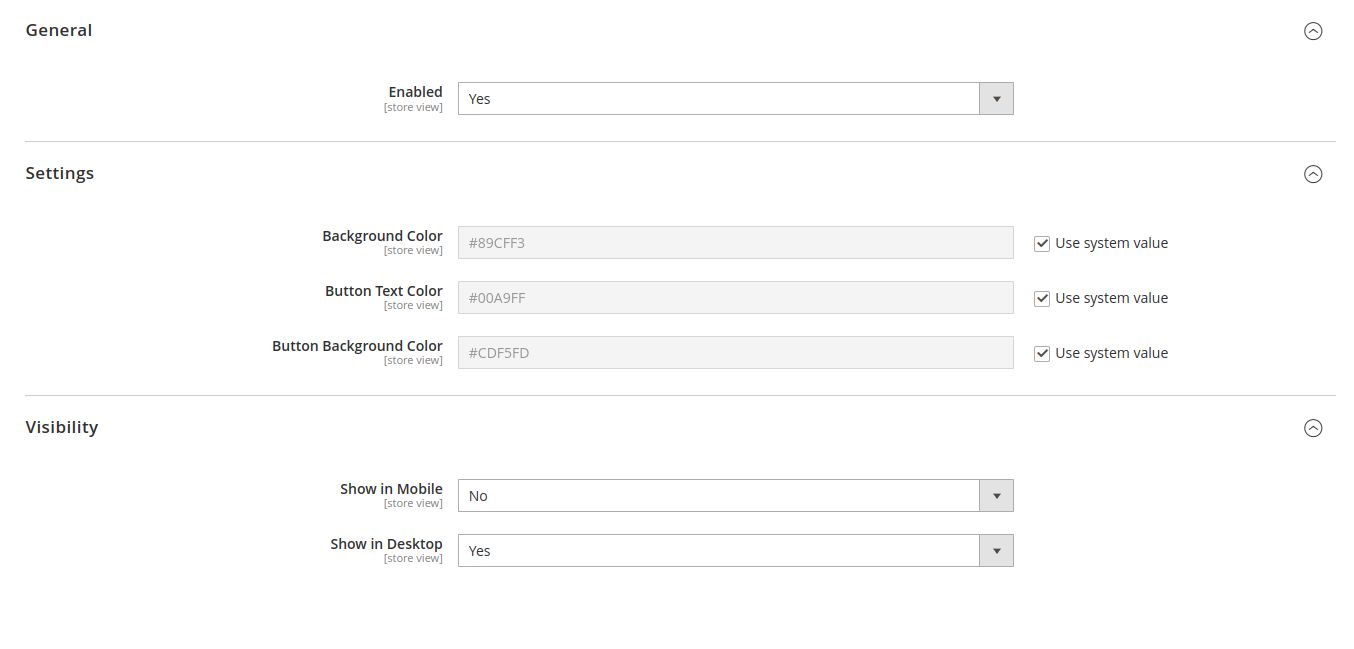 General
Enabled
[store view]
Yes
Settings
Background Color
[store view]
#89CFF3
Use system value
Button Text Color
[store view]
#00A9FF
Use system value
Button Background Color
[store view]
#CDF5FD
Use system value
Visibility
Show in Mobile
[store view]
No
Show in Desktop
[store view]
Yes